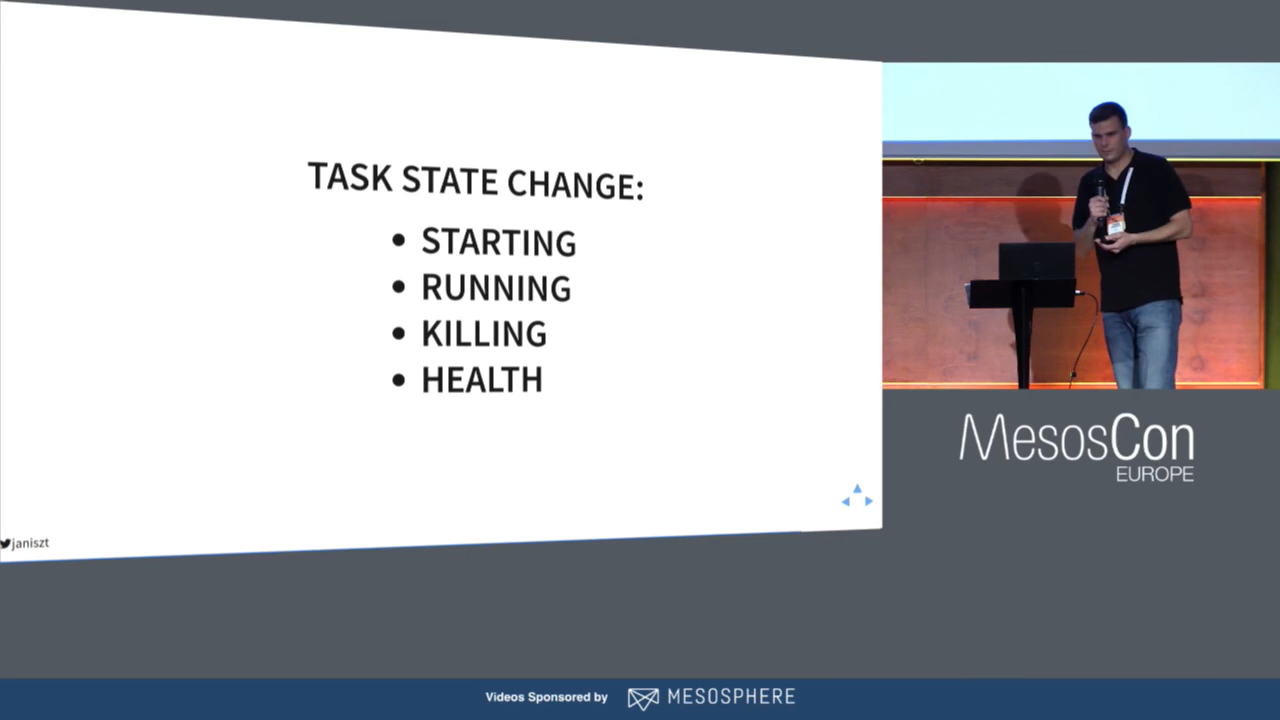 TASK STATE CHANGE:
• STARTING
• RUNNING
• KILLING
• HEALTH
janiszt
MesosCon
EUROPE
Videos Sponsored by MESOSPHERE